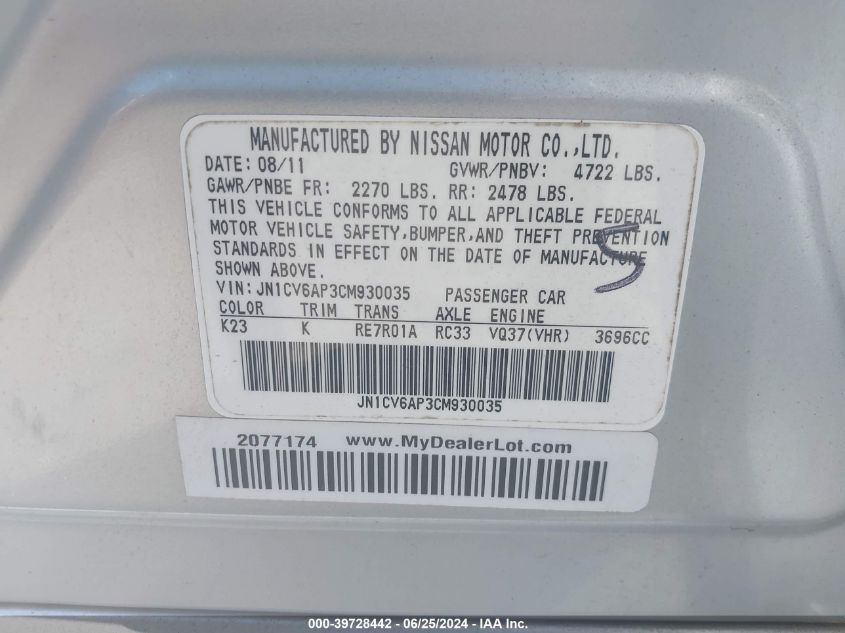 MANUFACTURED BY NISSAN MOTOR CO.,LTD.
DATE: 08/11 GVWR/PNBV: 4722 LBS.
GAWR/PNBE FR: 2270 LBS. RR: 2478 LBS.
THIS VEHICLE CONFORMS TO ALL APPLICABLE FEDERAL
MOTOR VEHICLE SAFETY,BUMPER,AND THEFT PREVENTION
STANDARDS IN EFFECT ON THE DATE OF MANUFACTURE
SHOWN ABOVE.
VIN: JN1CV6AP3CM930035 PASSENGER CAR
COLOR TRIM TRANS AXLE ENGINE
K23 K RE7R01A RC33 VQ37(VHR) 3696CC
JN1CV6AP3CM930035
2077174 www.MyDealerLot.com
000-39728442 - 06/25/2024 - IAA Inc.